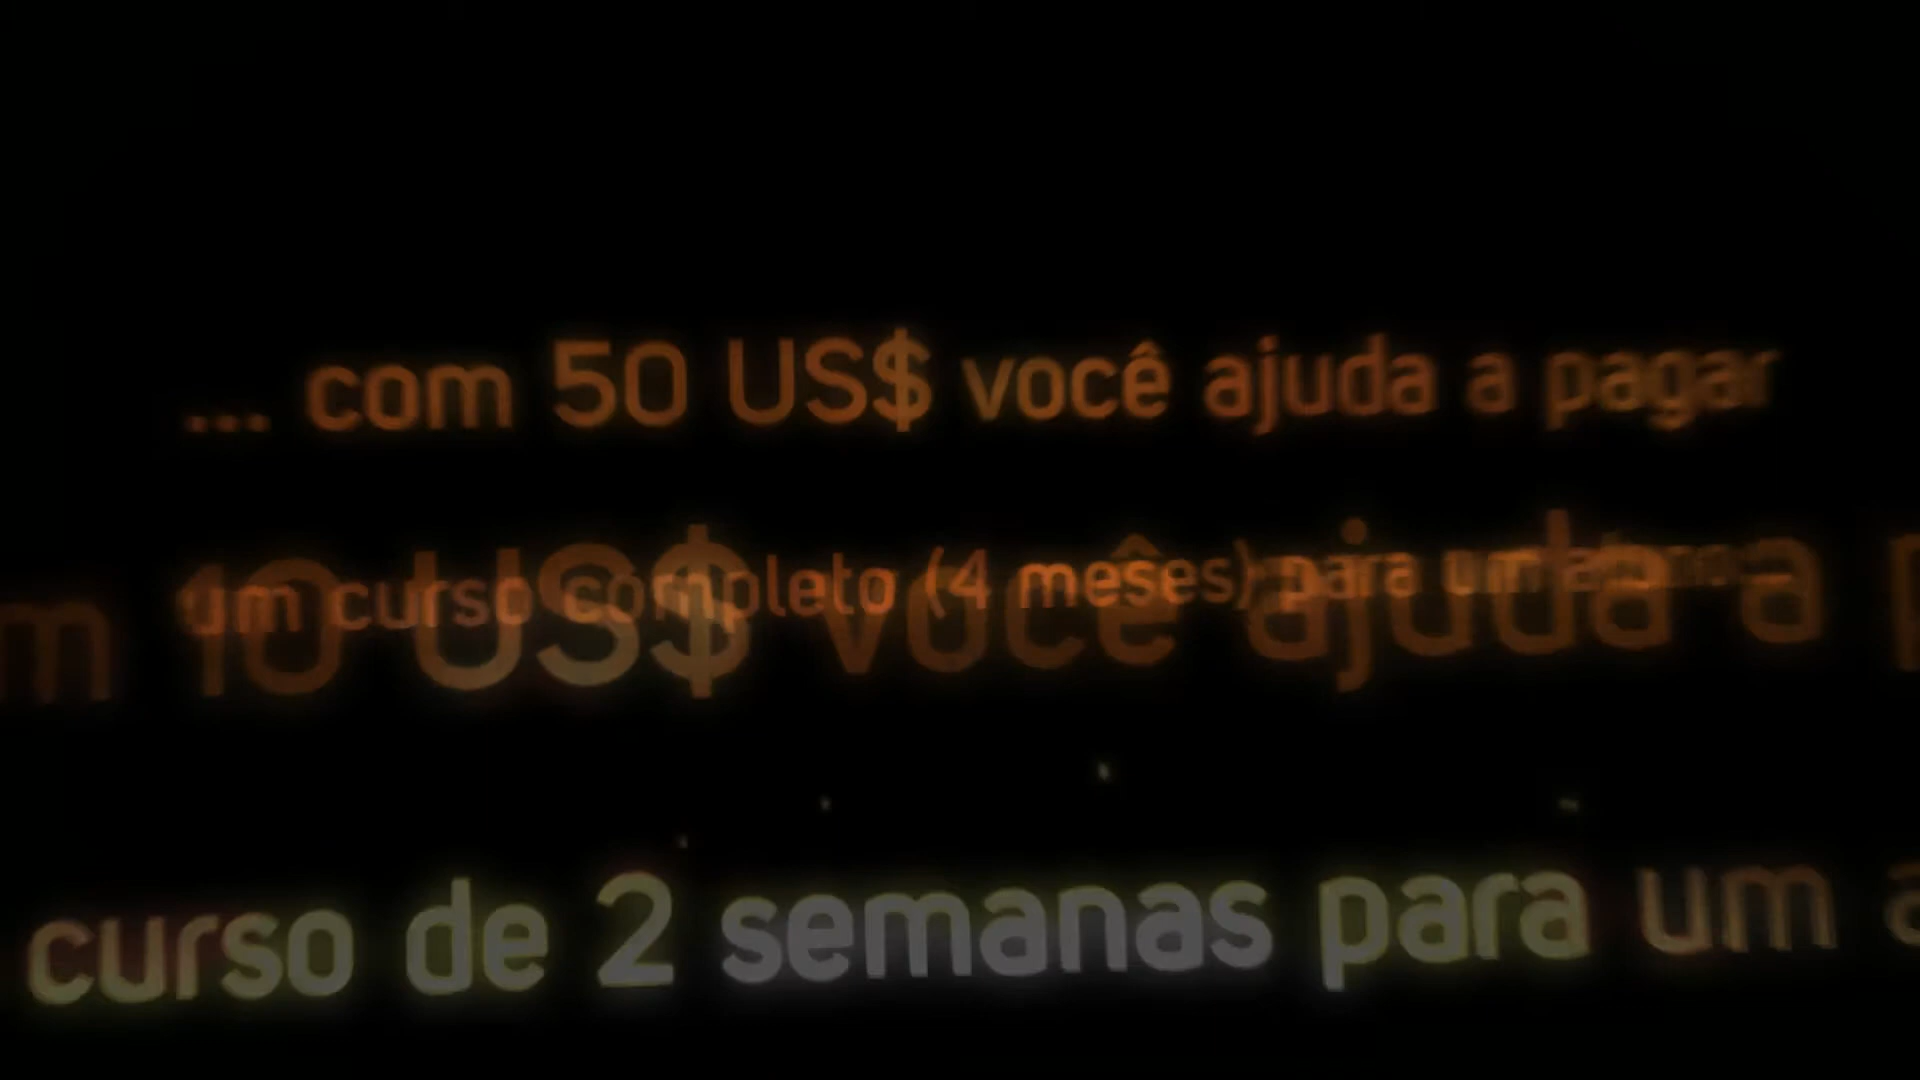 ... com 50 US$ você ajuda a pagar
um curso completo (4 meses) para um
10 US$ você ajuda a
curso de 2 semanas para um